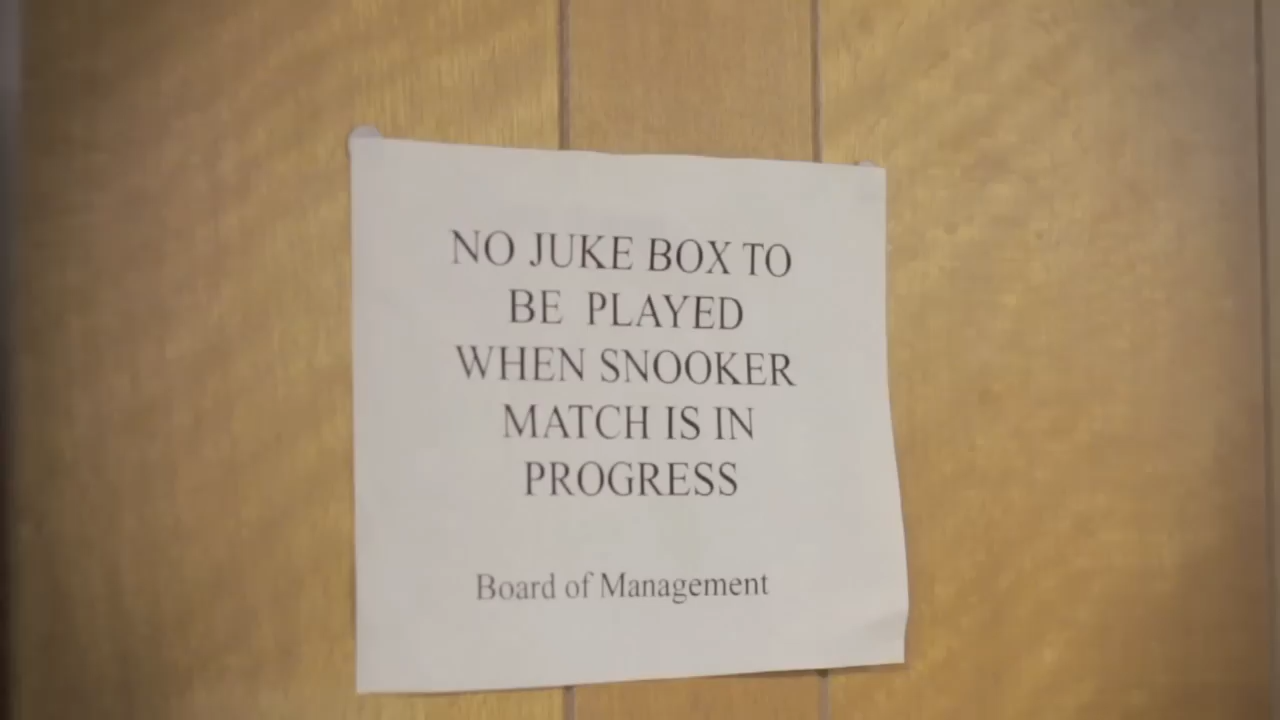 NO JUKE BOX TO
BE PLAYED
WHEN SNOOKER
MATCH IS IN
PROGRESS
Board of Management